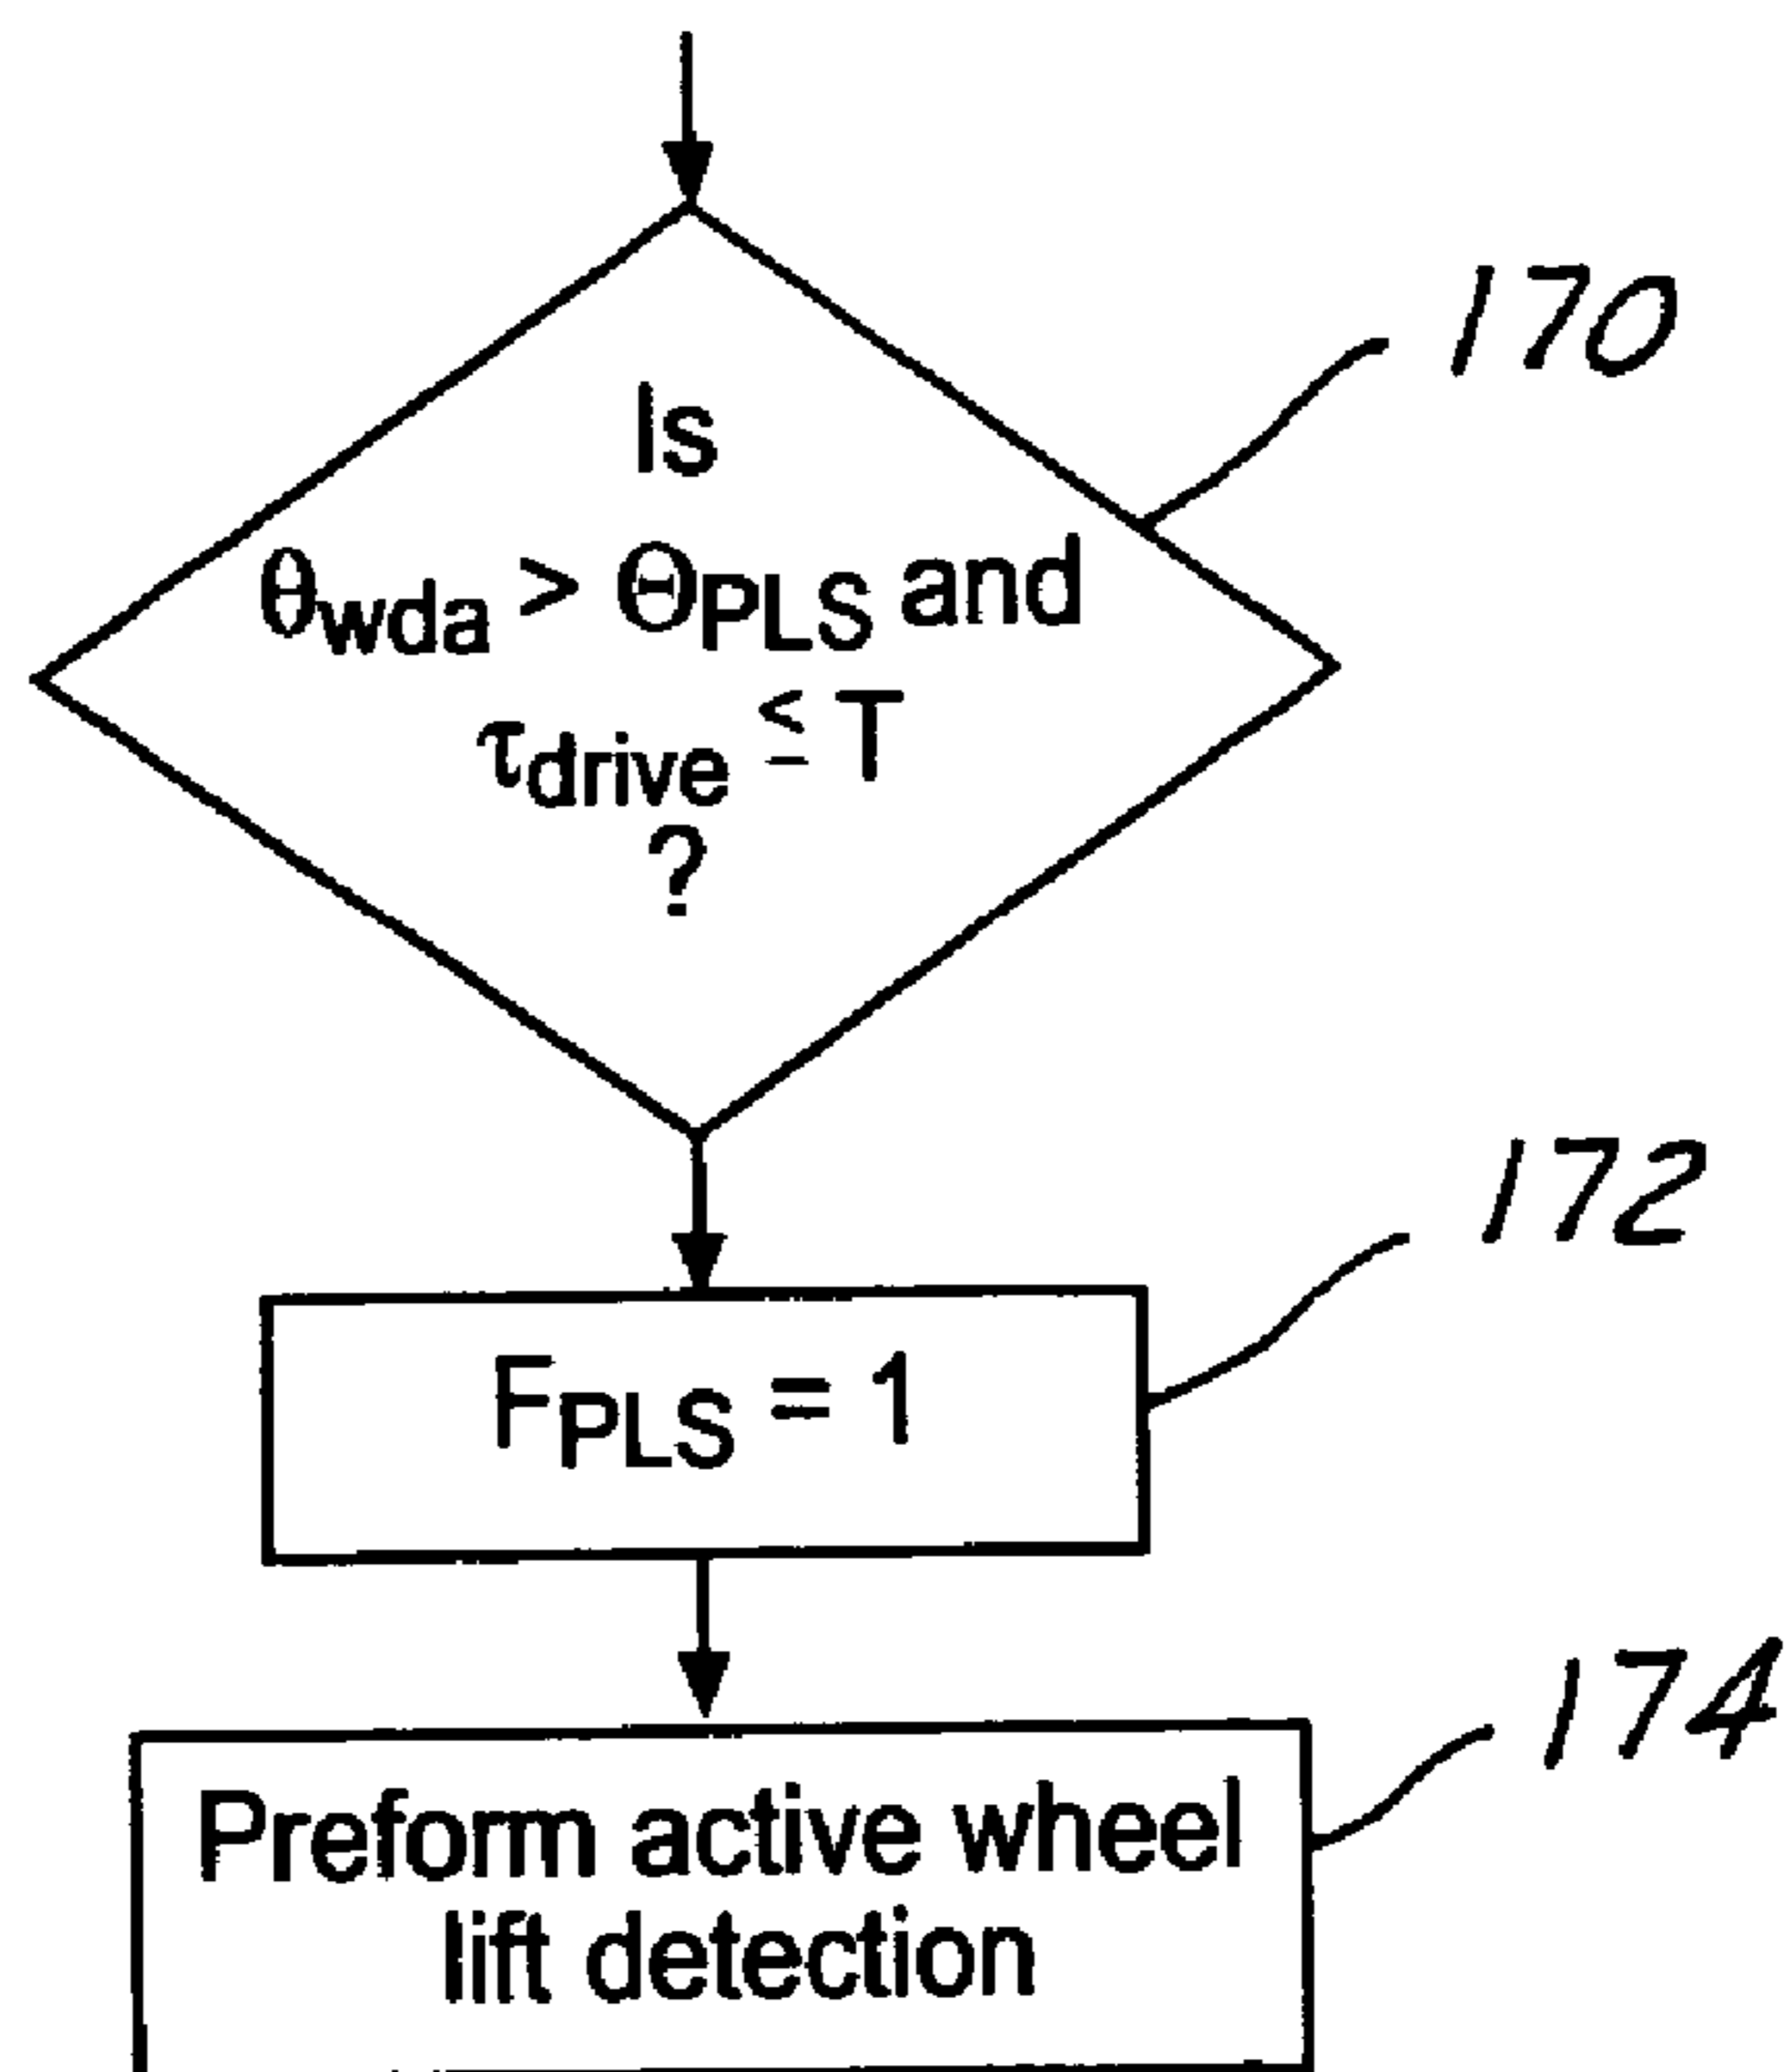 170
Is
θwda > ΘPLS and
τdrive ≤ T
?
172
FPLS = 1
174
Preform active wheel
lift detection